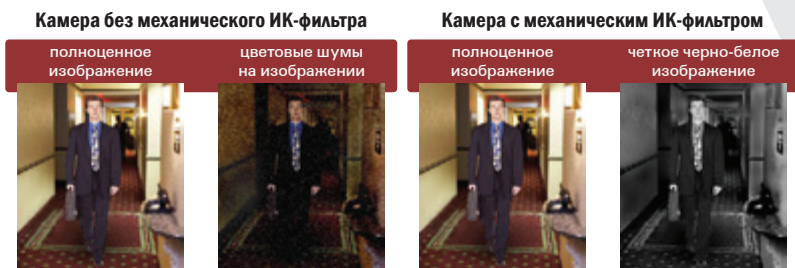 Камера без механического ИК-фильтра
Камера с механическим ИК-фильтром
полноценное
изображение
цветовые шумы
на изображении
полноценное
изображение
четкое черно-белое
изображение